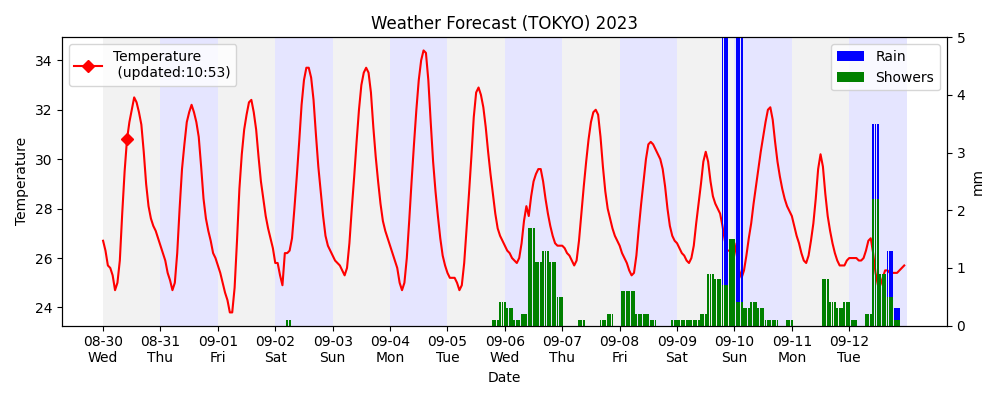 Weather Forecast (TOKYO) 2023
Temperature
(updated:10:53)
Rain
Showers
Temperature
34
32
30
28
26
24
5
4
3
2
1
0
mm
08-30 08-31 09-01 09-02 09-03 09-04 09-05 09-06 09-07 09-08 09-09 09-10 09-11 09-12
Wed Thu Fri Sat Sun Mon Tue Wed Thu Fri Sat Sun Mon Tue
Date